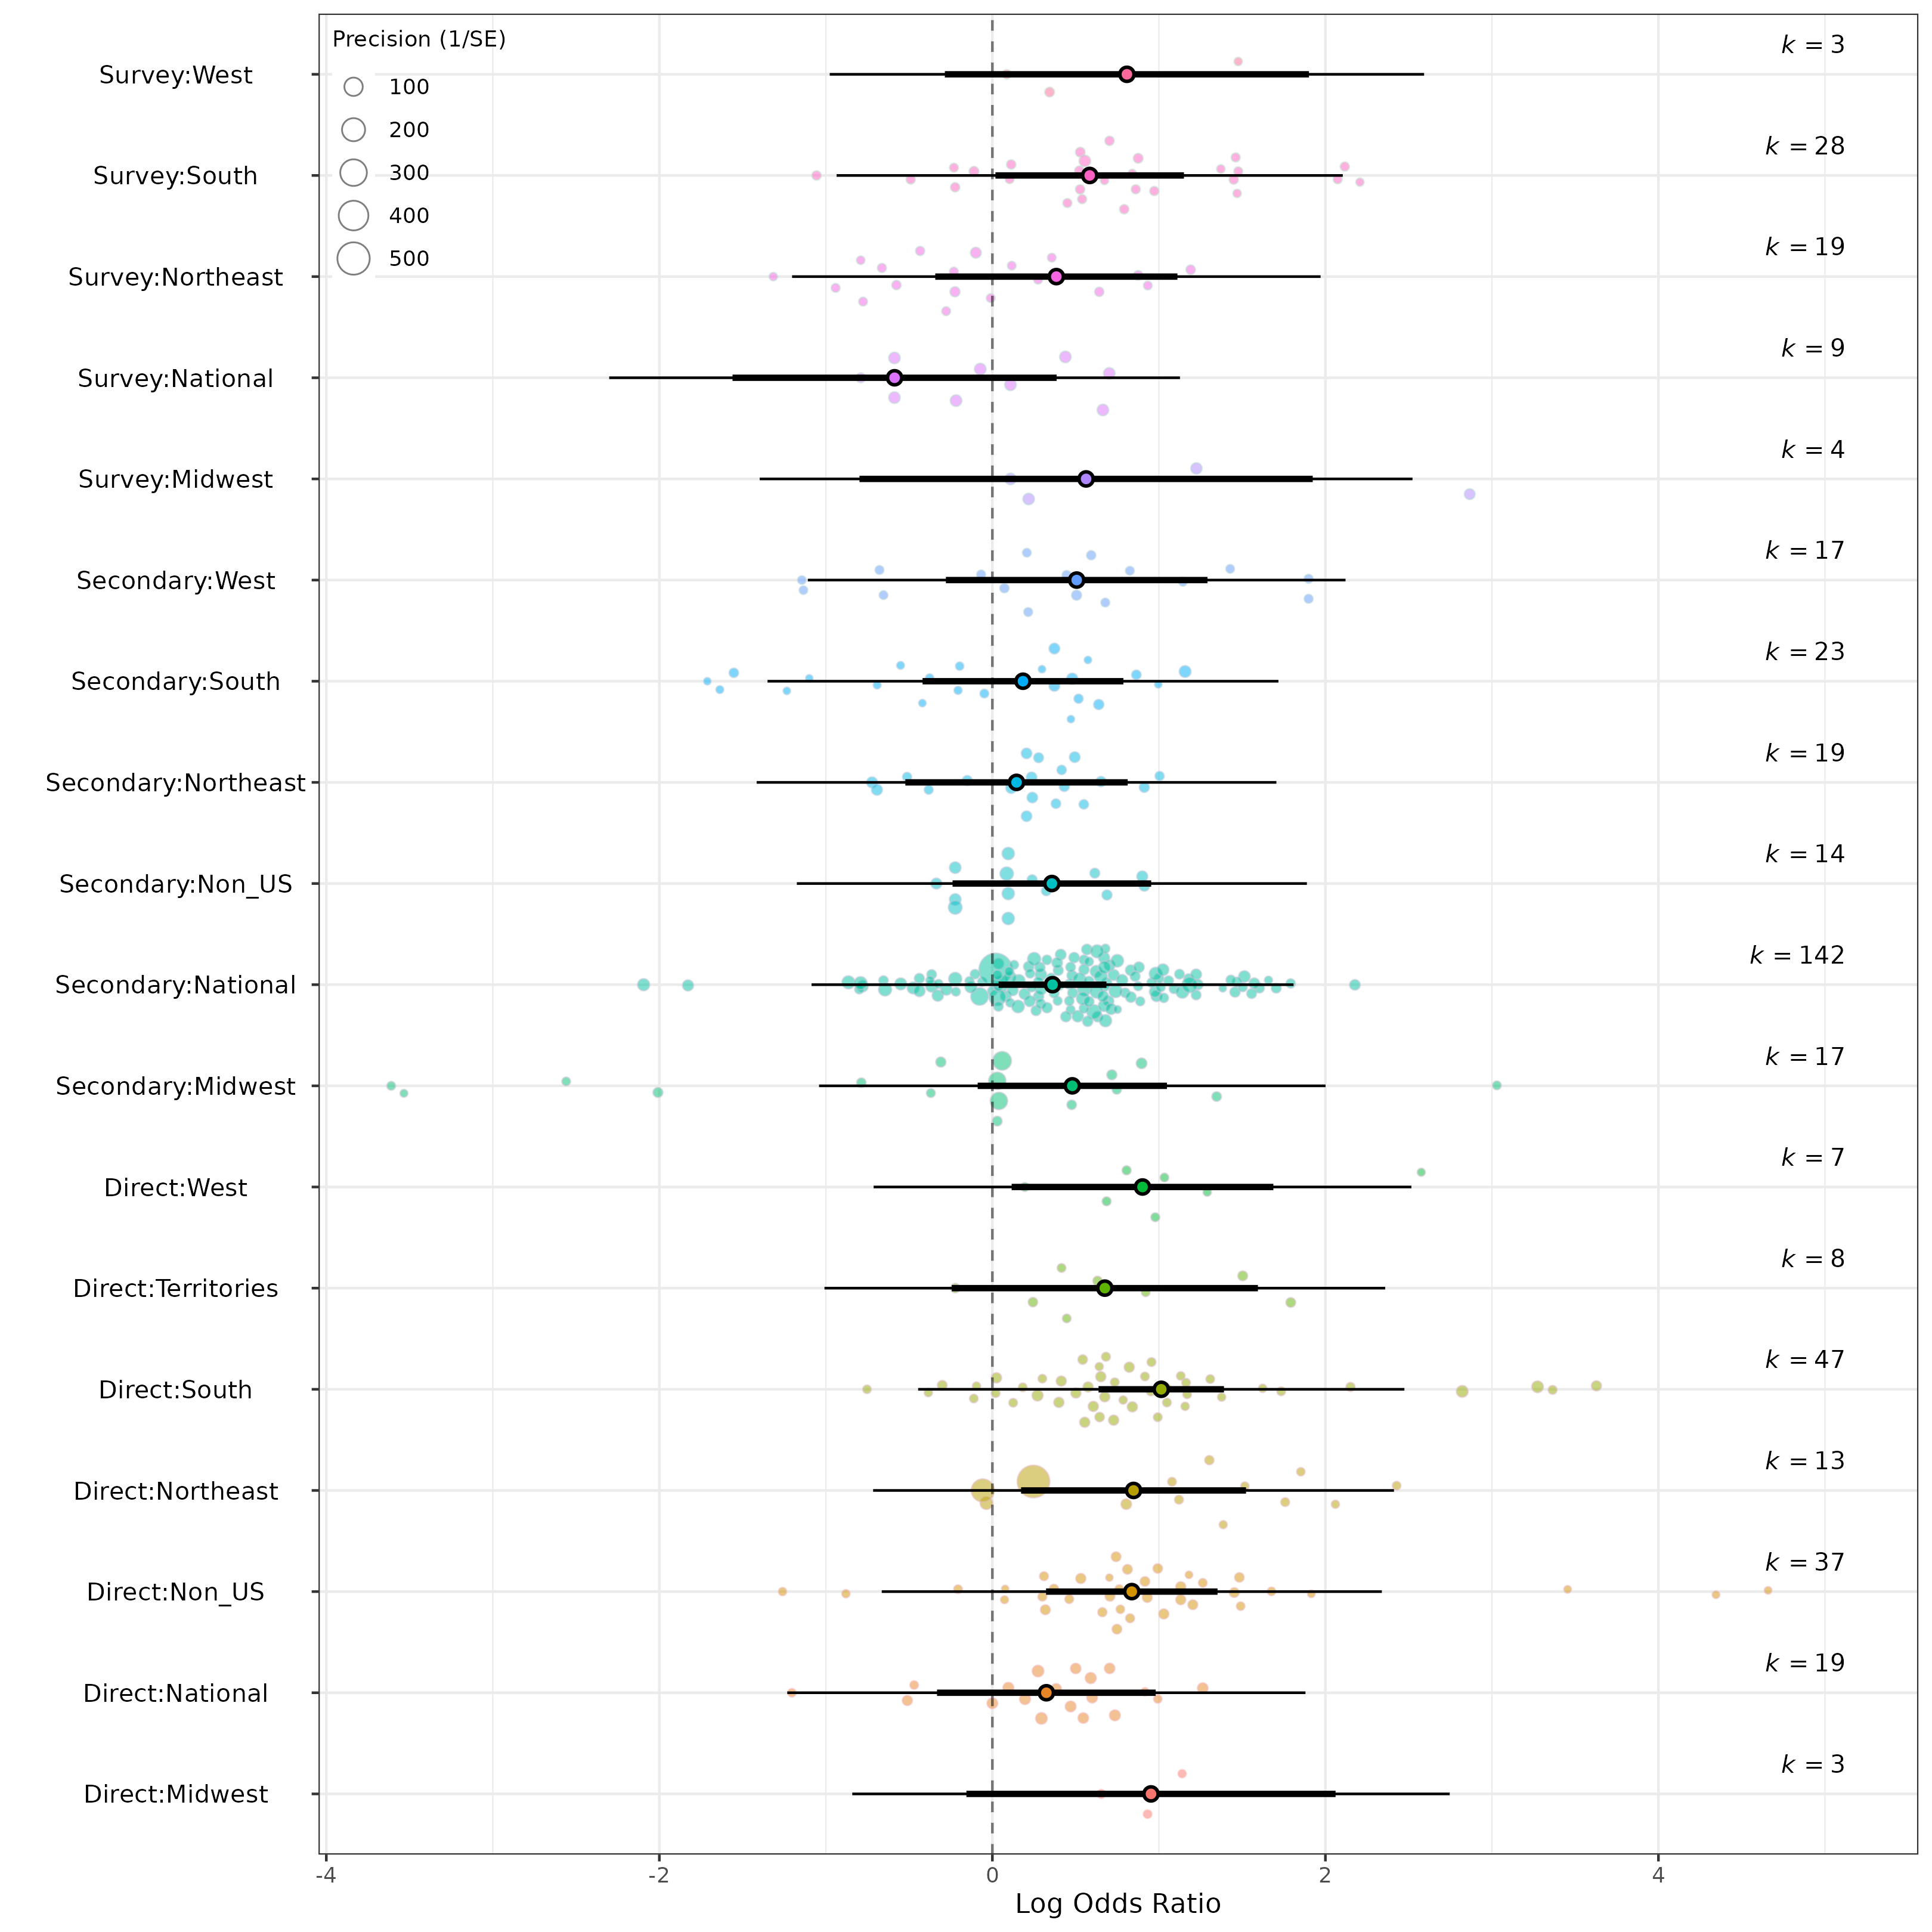 Precision (1/SE)
100
200
300
400
500
Survey:West
k = 3
Survey:South
k = 28
Survey:Northeast
k = 19
Survey:National
k = 9
Survey:Midwest
k = 4
Secondary:West
k = 17
Secondary:South
k = 23
Secondary:Northeast
k = 19
Secondary:Non_US
k = 14
Secondary:National
k = 142
Secondary:Midwest
k = 17
Direct:West
k = 7
Direct:Territories
k = 8
Direct:South
k = 47
Direct:Northeast
k = 13
Direct:Non_US
k = 37
Direct:National
k = 19
Direct:Midwest
k = 3
-4 -2 0 2 4
Log Odds Ratio